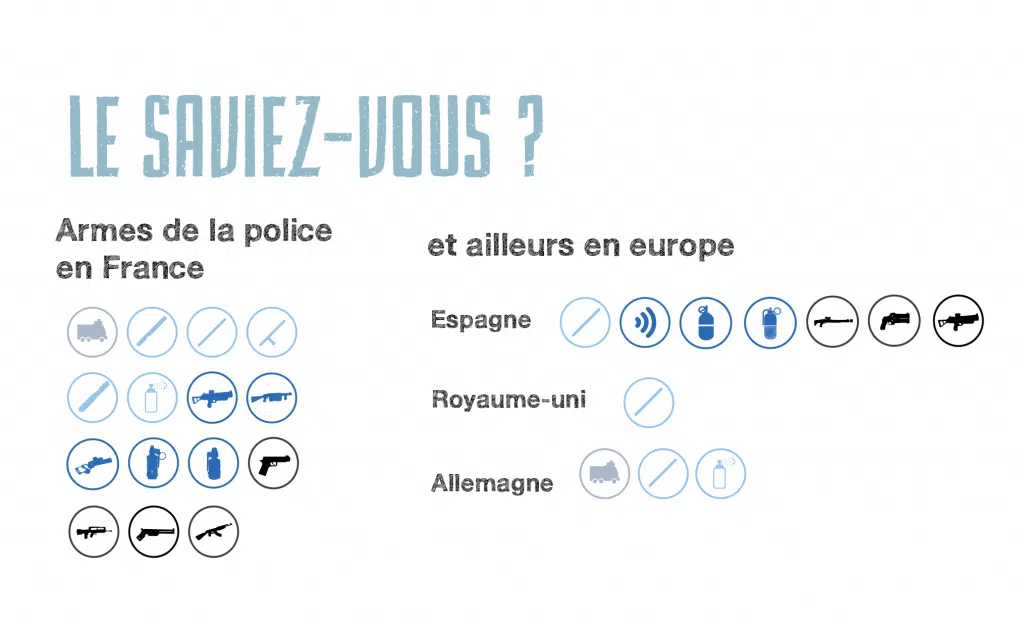 LE SAVIEZ-VOUS ?
Armes de la police
en France
et ailleurs en europe
Espagne
Royaume-uni
Allemagne